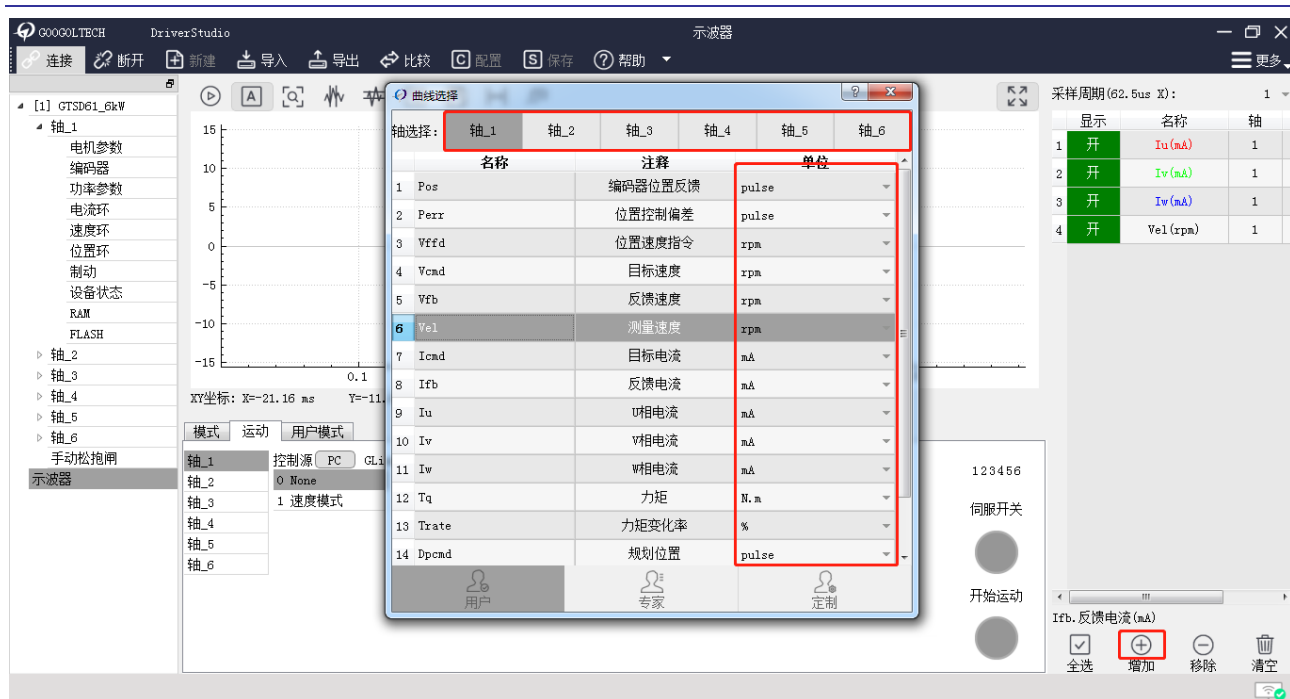 GOOGOLTECH DriverStudio 示波器
连接 断开 新建 导入 导出 比较 C 配置 S 保存 ? 帮助 更多
[1] GTSD61_6kW
轴_1
电机参数
编码器
功率参数
电流环
速度环
位置环
制动
设备状态
RAM
FLASH
轴_2
轴_3
轴_4
轴_5
轴_6
手动松抱闸
示波器
A
15
10
5
0
-5
-10
-15
0.1
XY坐标: X=-21.16 ms Y=-11.
模式 运动 用户模式
轴_1
轴_2
轴_3
轴_4
轴_5
轴_6
控制源 PC GLi
0 None
1 速度模式
曲线选择 ?
轴选择: 轴_1 轴_2 轴_3 轴_4 轴_5 轴_6
名称 注释 单位
1 Pos 编码器位置反馈 pulse
2 Perr 位置控制偏差 pulse
3 Vffd 位置速度指令 rpm
4 Vcmd 目标速度 rpm
5 Vfb 反馈速度 rpm
6 Vel 测量速度 rpm
7 Icmd 目标电流 mA
8 Ifb 反馈电流 mA
9 Iu U相电流 mA
10 Iv V相电流 mA
11 Iw W相电流 mA
12 Tq 力矩 N.m
13 Trate 力矩变化率 %
14 Dpcmd 规划位置 pulse
用户 专家 定制
123456
伺服开关
开始运动
采样周期(62.5us X): 1
显示 名称 轴
1 开 Iu(mA) 1
2 开 Iv(mA) 1
3 开 Iw(mA) 1
4 开 Vel(rpm) 1
Ifb.反馈电流(mA)
全选 增加 移除 清空